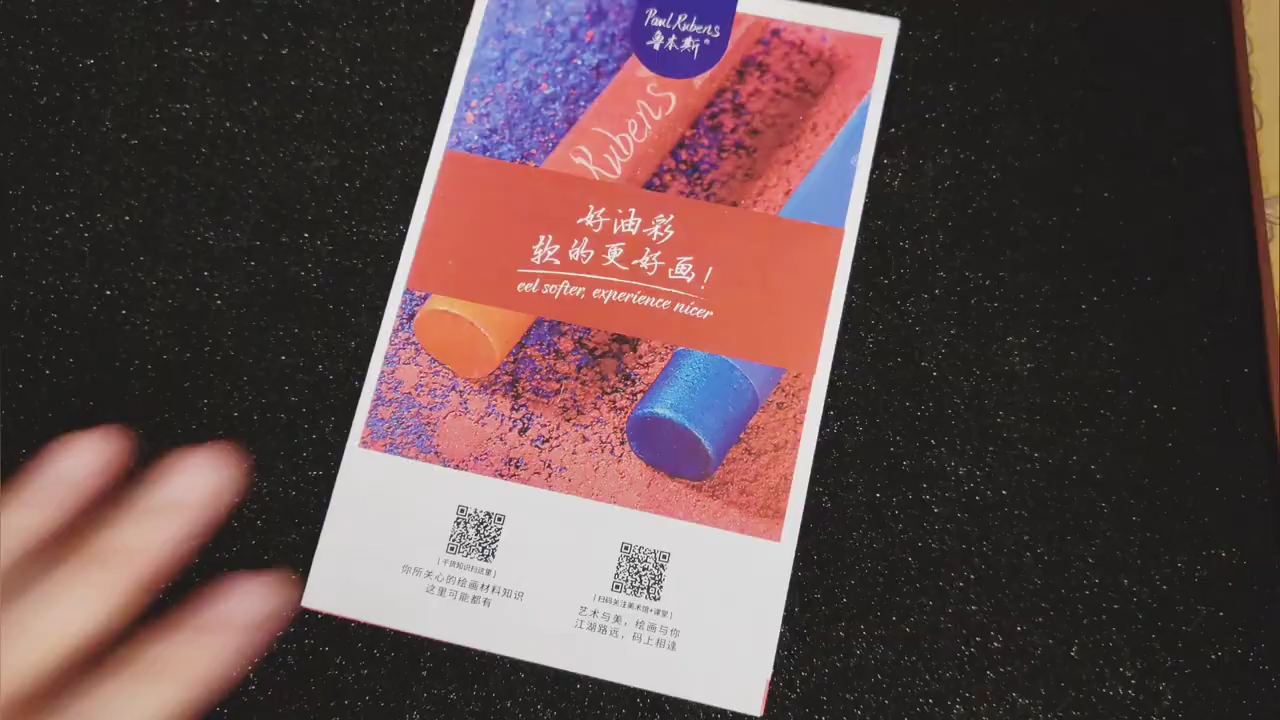 Paul Rubens
鲁本斯®
Rubens
好油彩
软的更好画!
eel softer, experience nicer
[干货知识扫这里]
你所关心的绘画材料知识
这里可能都有
[扫码关注美术馆+课堂]
艺术与美，绘画与你
江湖路远，码上相逢